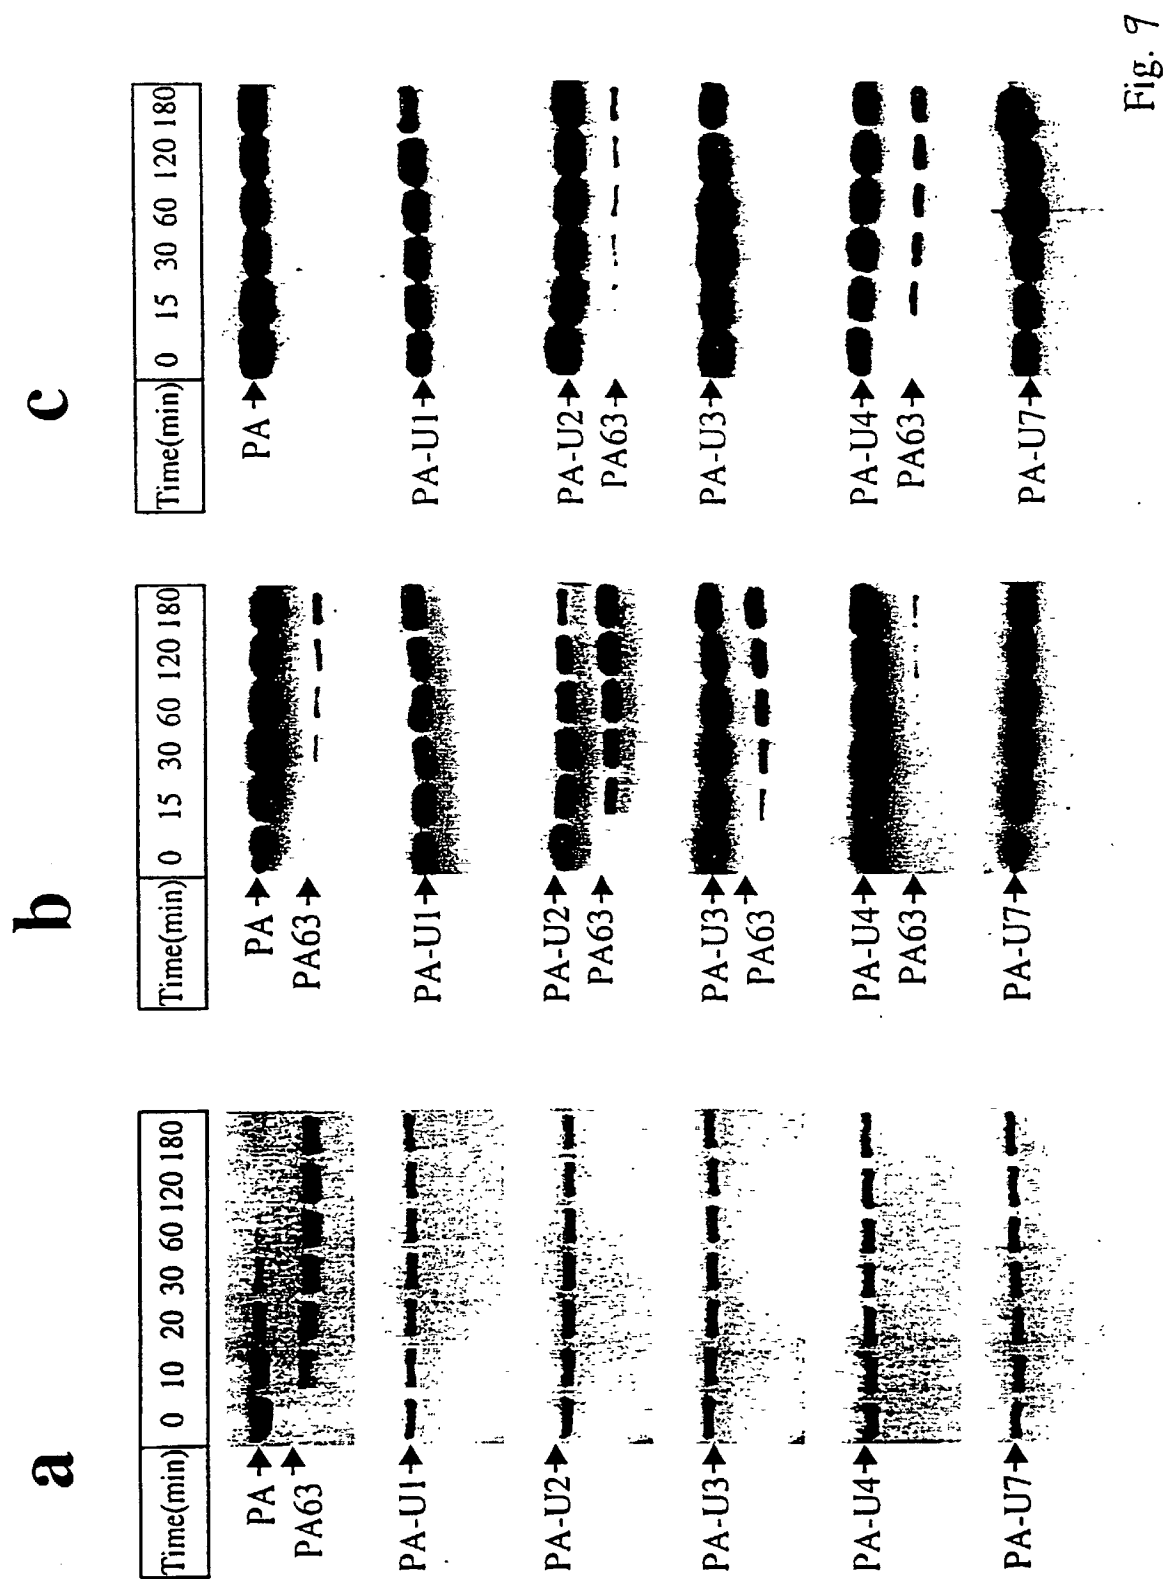 a
Time(min) 0 10 20 30 60 120 180
PA
PA63
PA-U1
PA-U2
PA-U3
PA-U4
PA-U7
b
Time(min) 0 15 30 60 120 180
PA
PA63
PA-U1
PA-U2
PA63
PA-U3
PA63
PA-U4
PA63
PA-U7
c
Time(min) 0 15 30 60 120 180
PA
PA-U1
PA-U2
PA63
PA-U3
PA-U4
PA63
PA-U7
Fig. 9